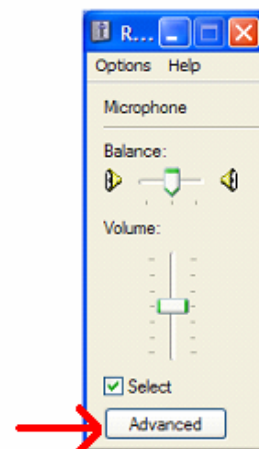 R...
Options Help
Microphone
Balance:
Volume:
Select
Advanced